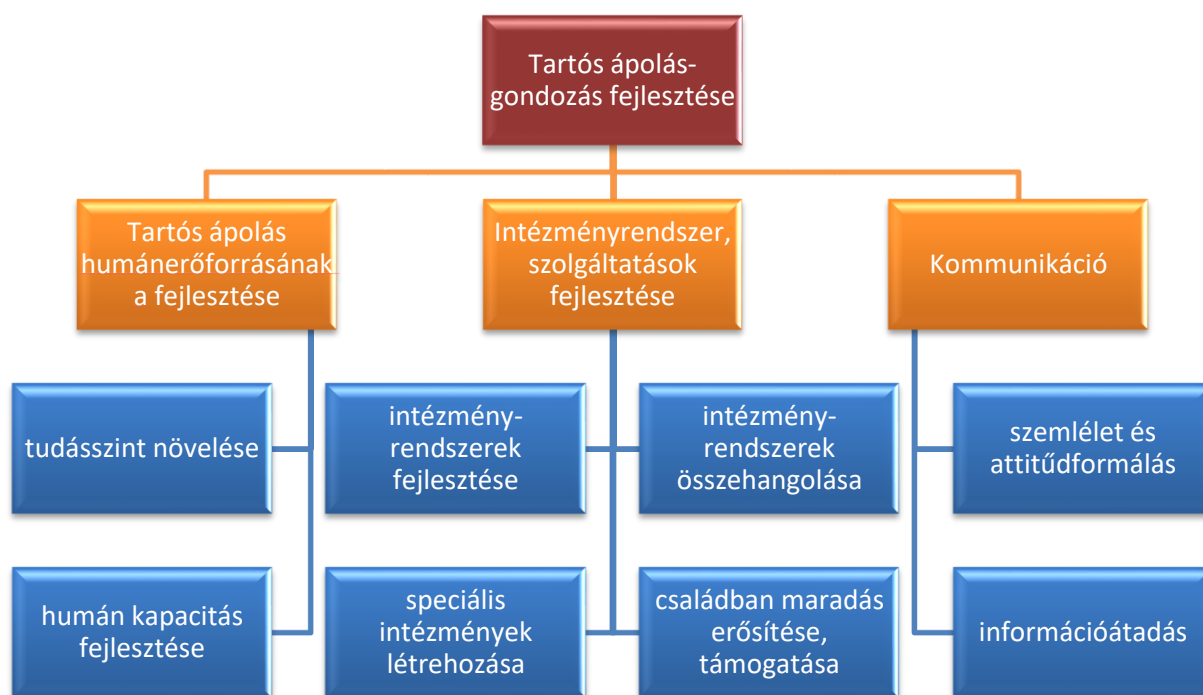 Tartós ápolás-
gondozás fejlesztése
Tartós ápolás
humánerőforrásának
a fejlesztése
Intézményrendszer,
szolgáltatások
fejlesztése
Kommunikáció
tudásszint növelése
intézmény-
rendszerek
fejlesztése
intézmény-
rendszerek
összehangolása
szemlélet és
attitűdformálás
humán kapacitás
fejlesztése
speciális
intézmények
létrehozása
családban maradás
erősítése,
támogatása
információátadás